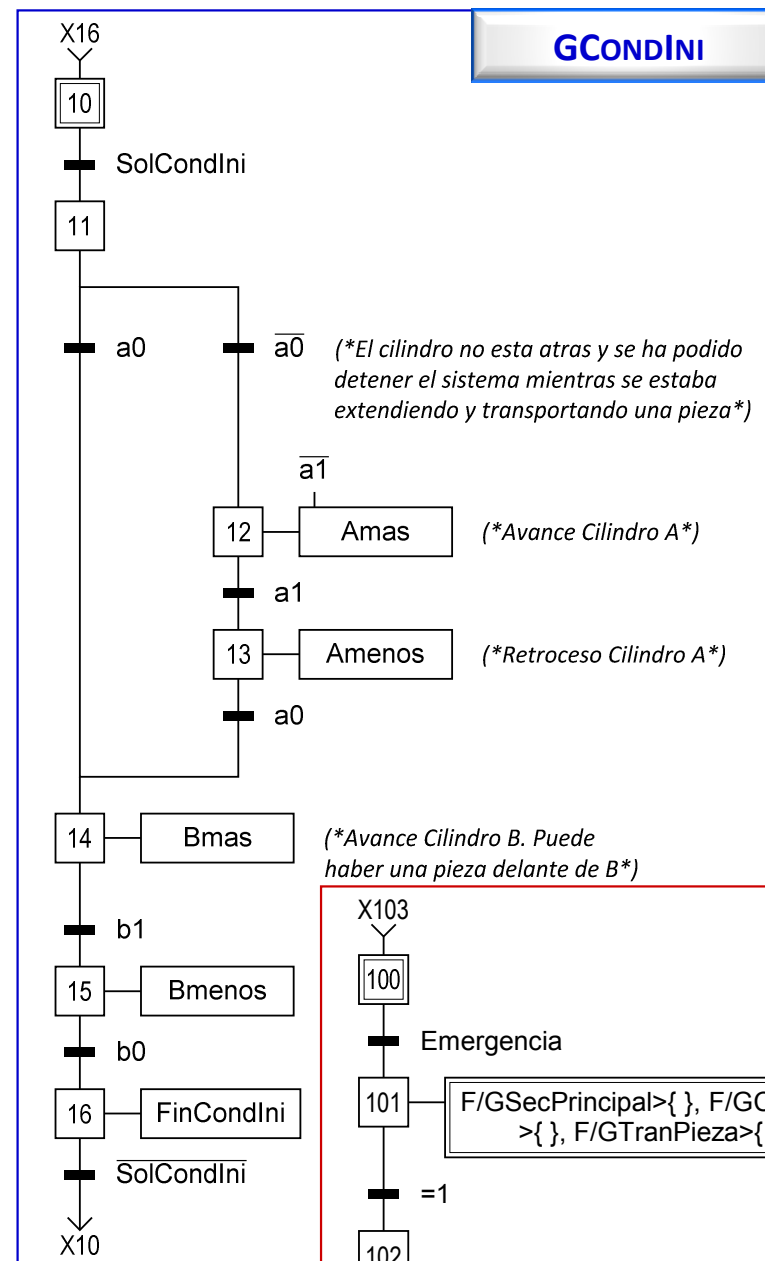 GCONDINI
X16
10
SolCondIni
11
a0
a̅0̅
(*El cilindro no esta atras y se ha podido
detener el sistema mientras se estaba
extendiendo y transportando una pieza*)
a̅1̅
12
Amas
(*Avance Cilindro A*)
a1
13
Amenos
(*Retroceso Cilindro A*)
a0
14
Bmas
(*Avance Cilindro B. Puede
haber una pieza delante de B*)
b1
15
Bmenos
b0
16
FinCondIni
S̅o̅l̅C̅o̅n̅d̅I̅n̅i̅
X10
X103
100
Emergencia
101
F/GSecPrincipal>{ }, F/GC
>{ }, F/GTranPieza>{
=1
102